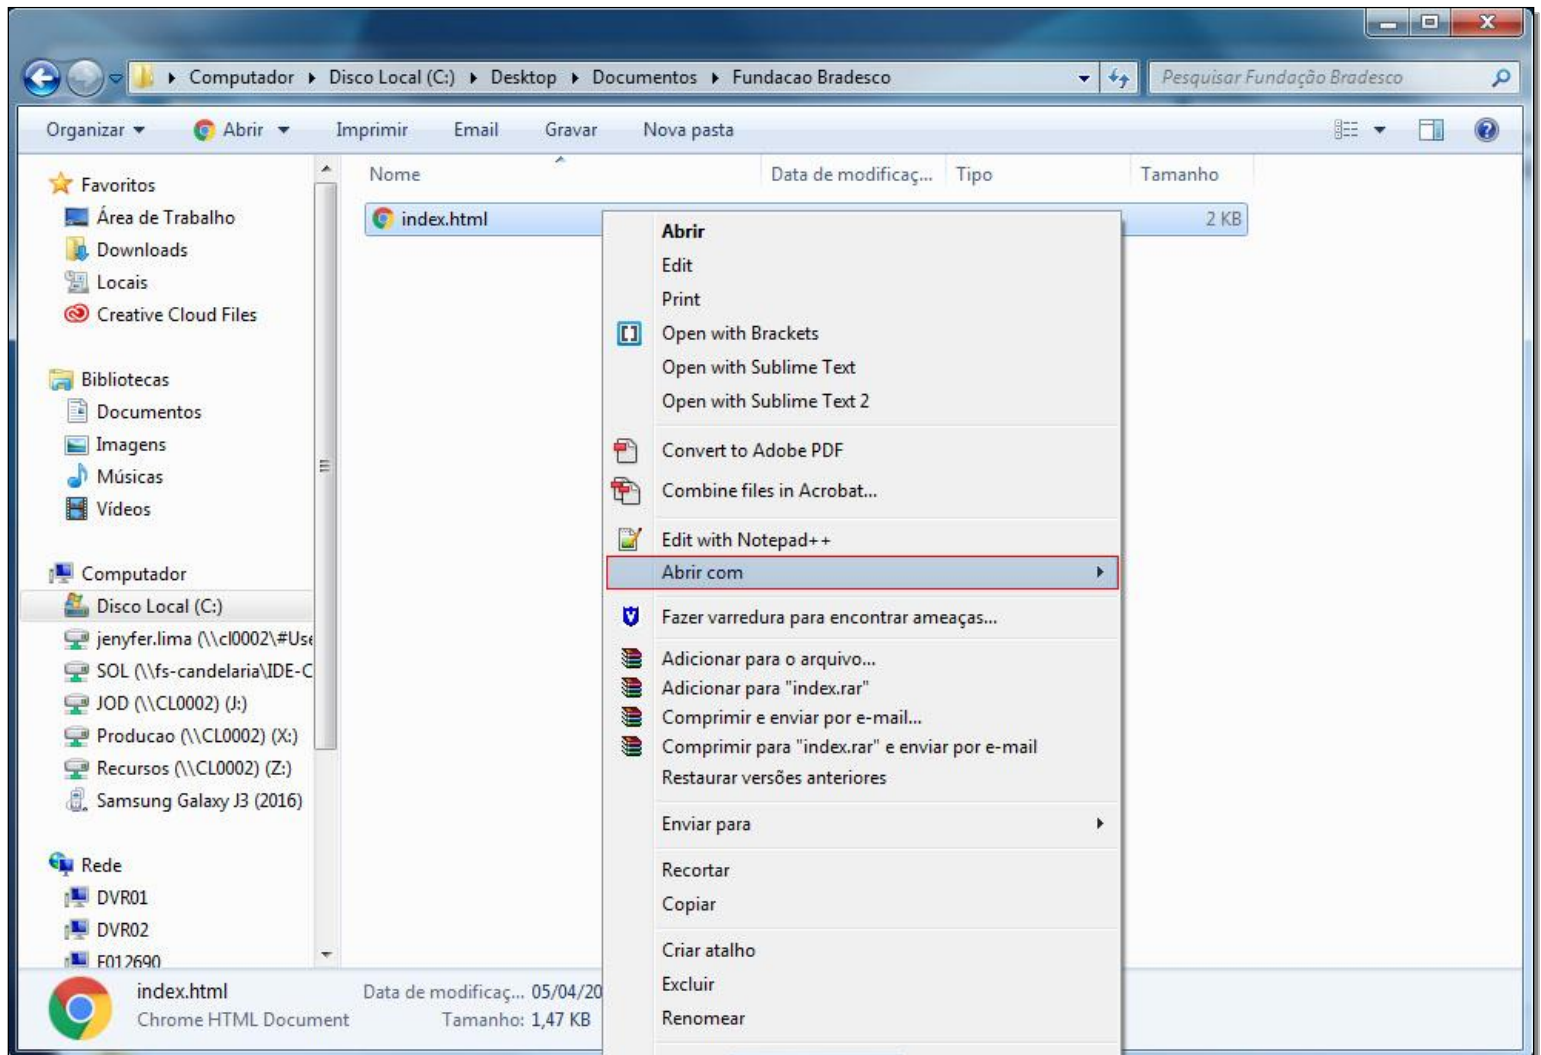 Computador ▸ Disco Local (C:) ▸ Desktop ▸ Documentos ▸ Fundacao Bradesco
Pesquisar Fundação Bradesco
Organizar Abrir Imprimir Email Gravar Nova pasta
Favoritos
Área de Trabalho
Downloads
Locais
Creative Cloud Files
Bibliotecas
Documentos
Imagens
Músicas
Vídeos
Computador
Disco Local (C:)
jenyfer.lima (\\cl0002\#Use
SOL (\\fs-candelaria\IDE-C
JOD (\\CL0002) (J:)
Producao (\\CL0002) (X:)
Recursos (\\CL0002) (Z:)
Samsung Galaxy J3 (2016)
Rede
DVR01
DVR02
F012690
Nome Data de modificaç... Tipo Tamanho
index.html 2 KB
Abrir
Edit
Print
Open with Brackets
Open with Sublime Text
Open with Sublime Text 2
Convert to Adobe PDF
Combine files in Acrobat...
Edit with Notepad++
Abrir com
Fazer varredura para encontrar ameaças...
Adicionar para o arquivo...
Adicionar para "index.rar"
Comprimir e enviar por e-mail...
Comprimir para "index.rar" e enviar por e-mail
Restaurar versões anteriores
Enviar para
Recortar
Copiar
Criar atalho
Excluir
Renomear
index.html Data de modificaç... 05/04/20
Chrome HTML Document Tamanho: 1,47 KB